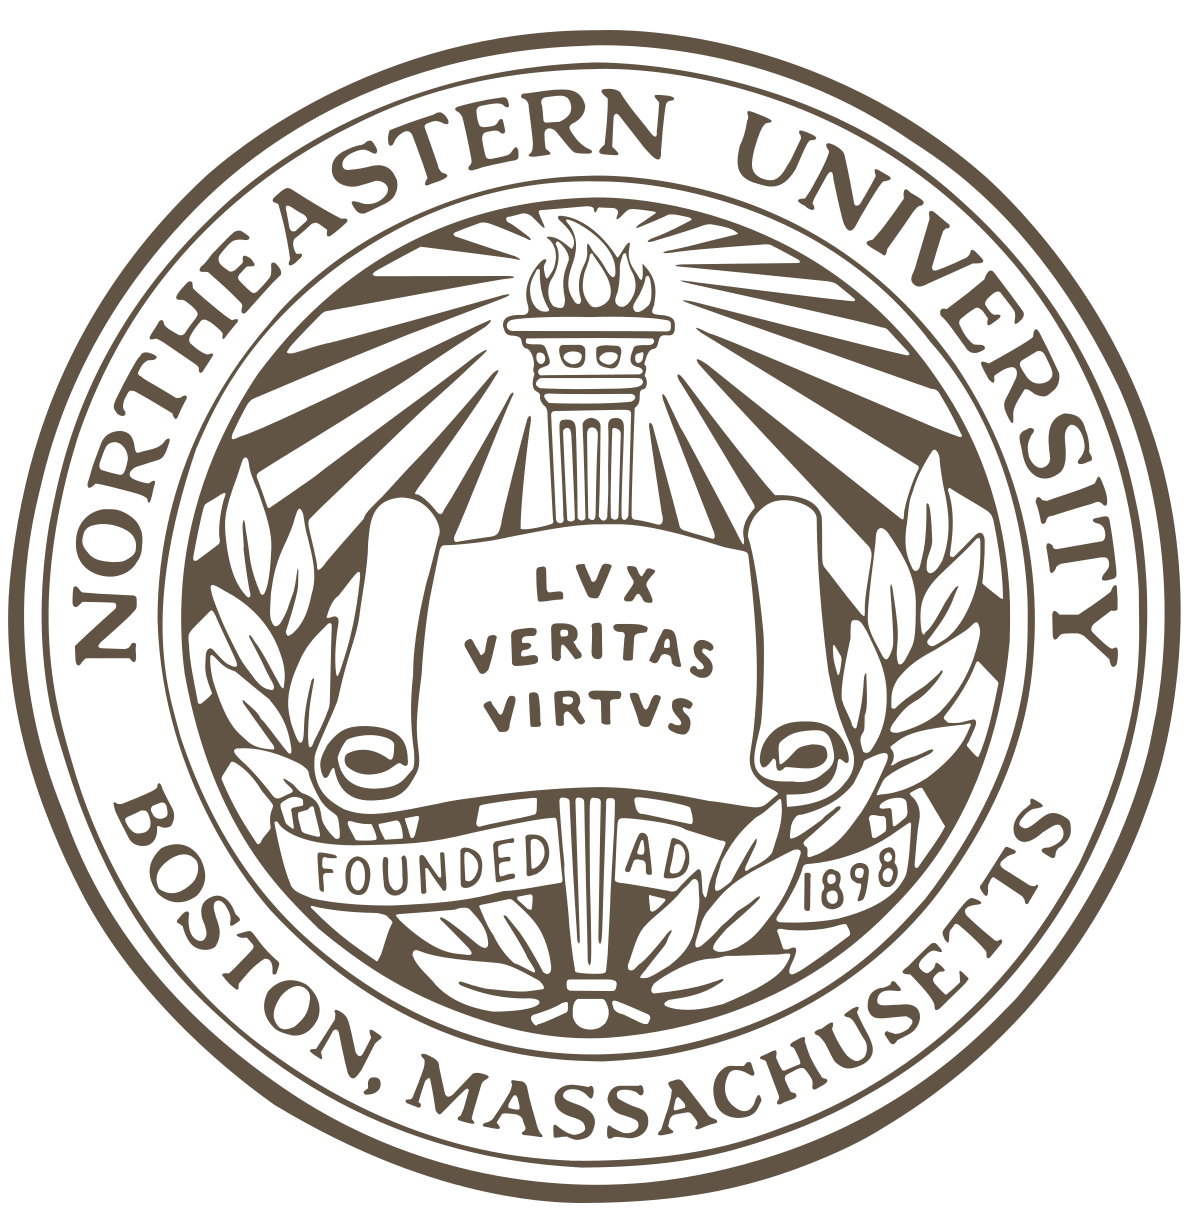 NORTHEASTERN UNIVERSITY
LVX
VERITAS
VIRTVS
FOUNDED AD 1898
BOSTON, MASSACHUSETTS